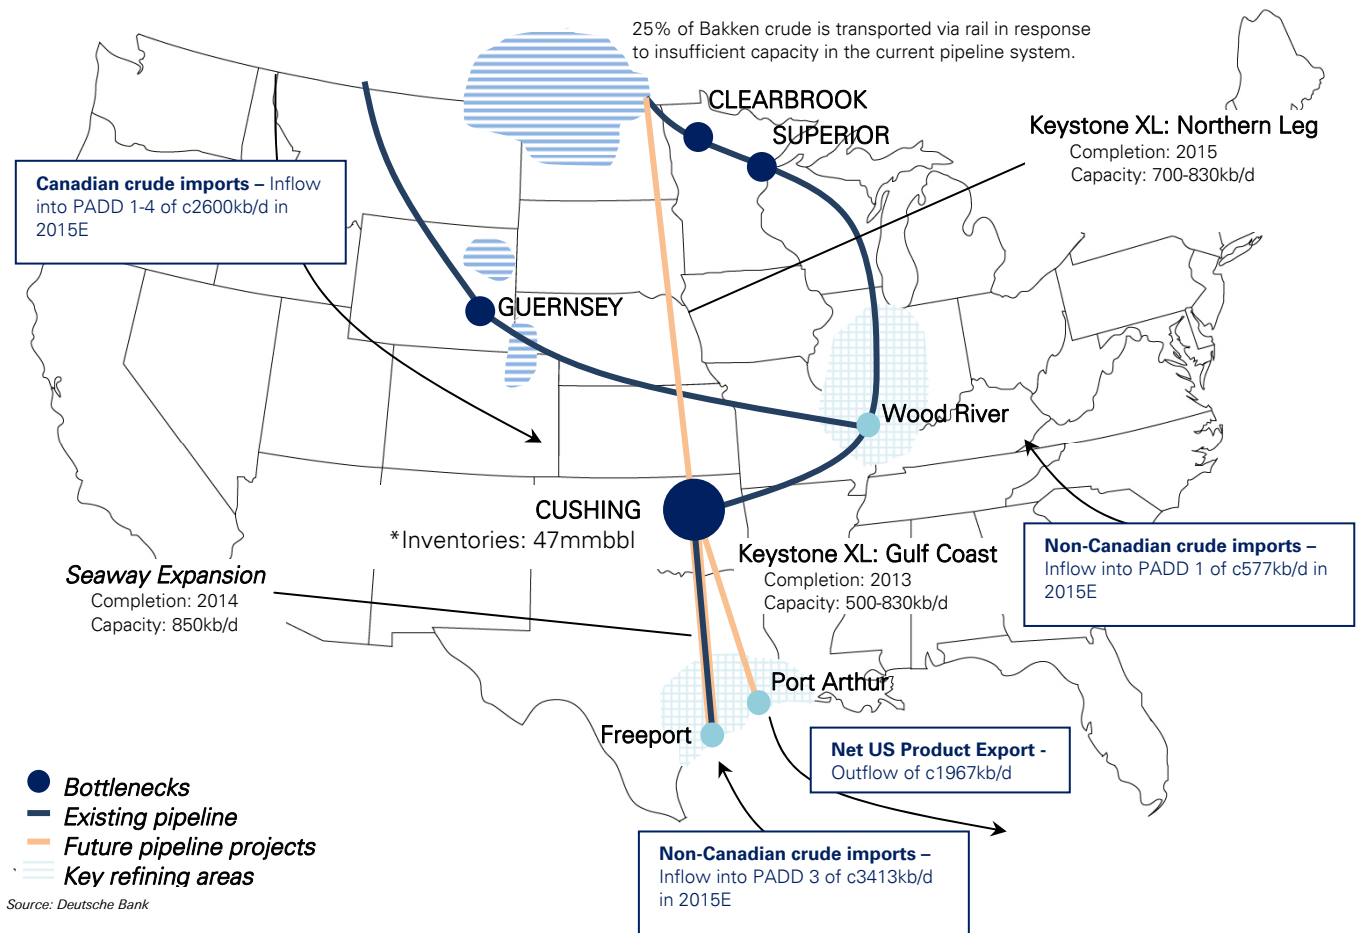 25% of Bakken crude is transported via rail in response
to insufficient capacity in the current pipeline system.
CLEARBROOK
SUPERIOR
Keystone XL: Northern Leg
Completion: 2015
Capacity: 700-830kb/d
Canadian crude imports – Inflow
into PADD 1-4 of c2600kb/d in
2015E
GUERNSEY
Wood River
CUSHING
*Inventories: 47mmbbl
Keystone XL: Gulf Coast
Completion: 2013
Capacity: 500-830kb/d
Non-Canadian crude imports –
Inflow into PADD 1 of c577kb/d in
2015E
Seaway Expansion
Completion: 2014
Capacity: 850kb/d
Port Arthur
Freeport
Net US Product Export -
Outflow of c1967kb/d
Bottlenecks
Existing pipeline
Future pipeline projects
Key refining areas
Non-Canadian crude imports –
Inflow into PADD 3 of c3413kb/d
in 2015E
Source: Deutsche Bank